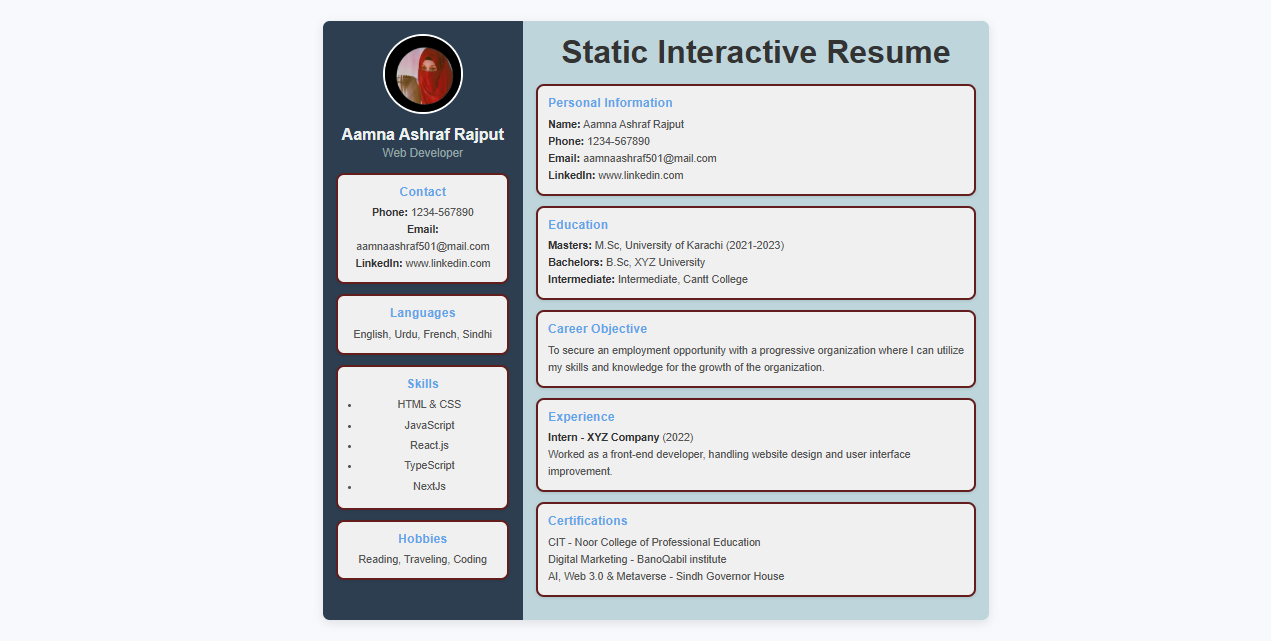 Aamna Ashraf Rajput
Web Developer
Contact
Phone: 1234-567890
Email:
aamnaashraf501@mail.com
LinkedIn: www.linkedin.com
Languages
English, Urdu, French, Sindhi
Skills
• HTML & CSS
• JavaScript
• React.js
• TypeScript
• NextJs
Hobbies
Reading, Traveling, Coding
Static Interactive Resume
Personal Information
Name: Aamna Ashraf Rajput
Phone: 1234-567890
Email: aamnaashraf501@mail.com
LinkedIn: www.linkedin.com
Education
Masters: M.Sc, University of Karachi (2021-2023)
Bachelors: B.Sc, XYZ University
Intermediate: Intermediate, Cantt College
Career Objective
To secure an employment opportunity with a progressive organization where I can utilize
my skills and knowledge for the growth of the organization.
Experience
Intern - XYZ Company (2022)
Worked as a front-end developer, handling website design and user interface
improvement.
Certifications
CIT - Noor College of Professional Education
Digital Marketing - BanoQabil institute
AI, Web 3.0 & Metaverse - Sindh Governor House